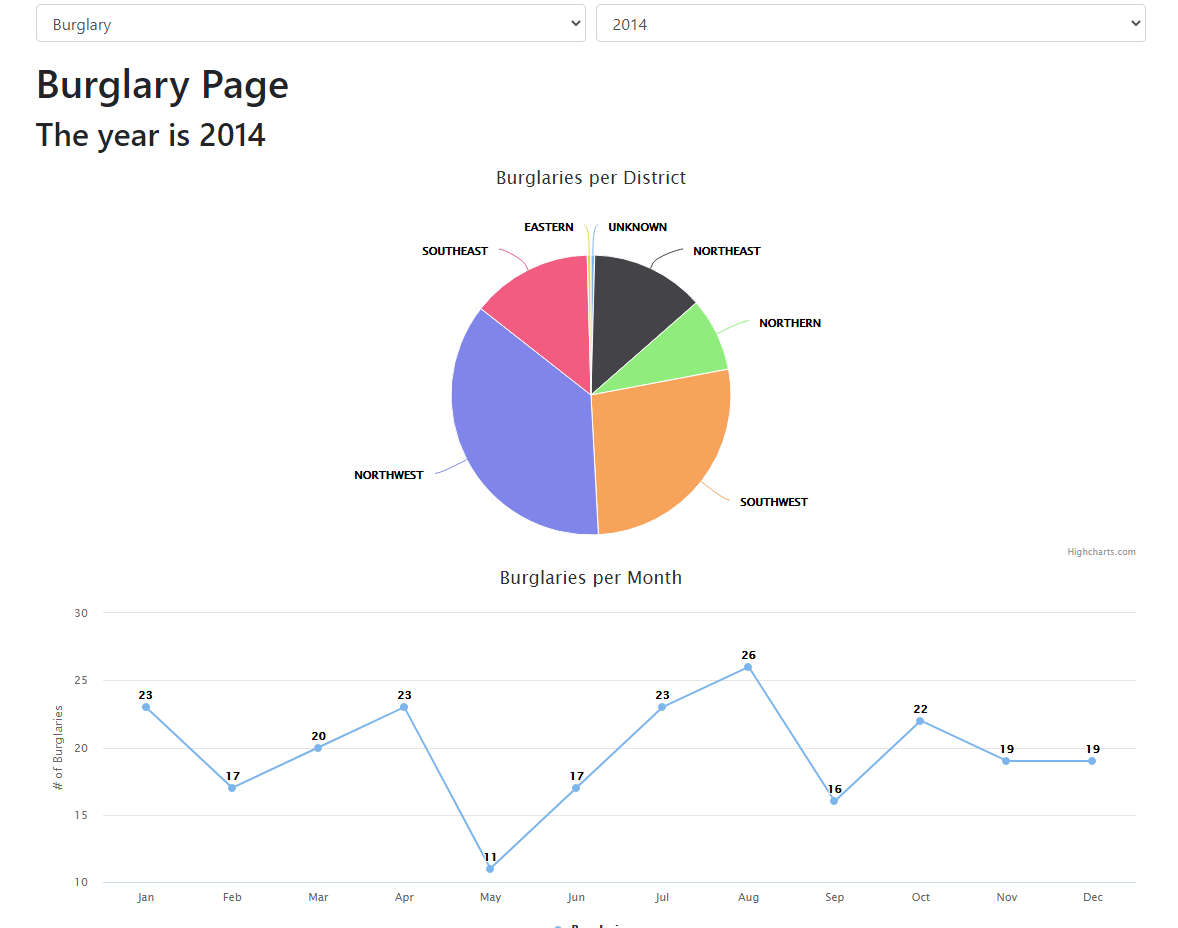 Burglary 2014
Burglary Page
The year is 2014
Burglaries per District
EASTERN UNKNOWN
SOUTHEAST NORTHEAST
NORTHERN
NORTHWEST
SOUTHWEST
Highcharts.com
Burglaries per Month
# of Burglaries
30
25
20
15
10
23
17
20
23
11
17
23
26
16
22
19
19
Jan Feb Mar Apr May Jun Jul Aug Sep Oct Nov Dec